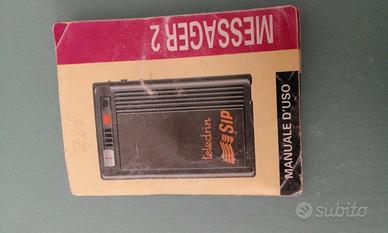 MESSAGER 2
teledrin
SIP
MANUALE D'USO
subito